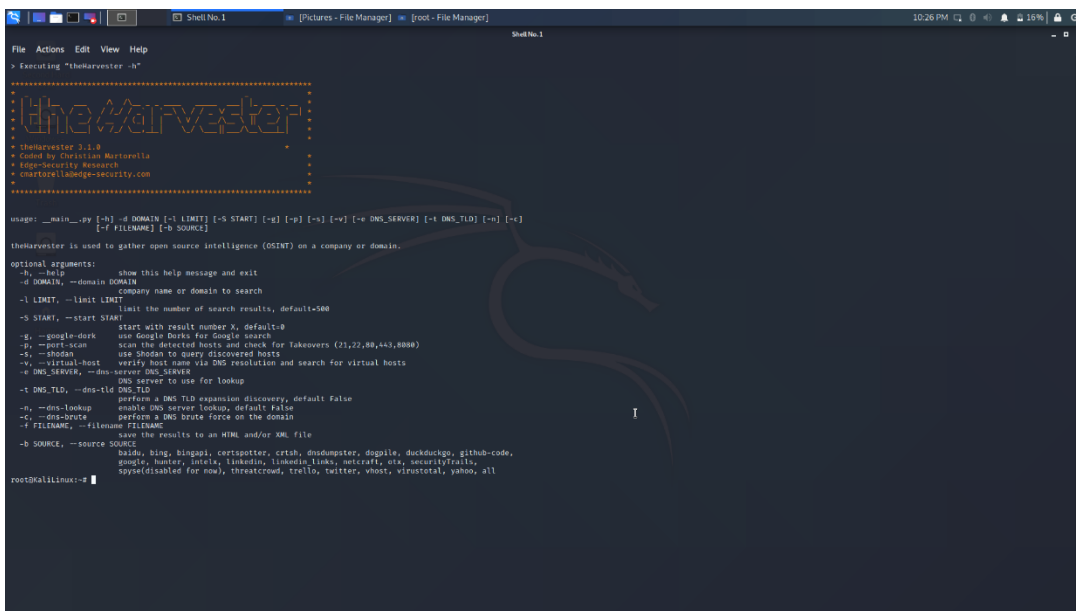 Shell No. 1
[Pictures - File Manager]
[root - File Manager]
10:26 PM
16%
Shell No. 1
File Actions Edit View Help
> Executing "theHarvester -h"
*******************************************************************
theHarvester
* theHarvester 3.1.0 *
* Coded by Christian Martorella *
* Edge-Security Research *
* cmartorella@edge-security.com *
*******************************************************************
usage: __main__.py [-h] -d DOMAIN [-l LIMIT] [-S START] [-g] [-p] [-s] [-v] [-e DNS_SERVER] [-t DNS_TLD] [-n] [-c]
[-f FILENAME] [-b SOURCE]
theHarvester is used to gather open source intelligence (OSINT) on a company or domain.
optional arguments:
-h, --help show this help message and exit
-d DOMAIN, --domain DOMAIN
company name or domain to search
-l LIMIT, --limit LIMIT
limit the number of search results, default=500
-S START, --start START
start with result number X, default=0
-g, --google-dork use Google Dorks for Google search
-p, --port-scan scan the detected hosts and check for Takeovers (21,22,80,443,8080)
-s, --shodan use Shodan to query discovered hosts
-v, --virtual-host verify host name via DNS resolution and search for virtual hosts
-e DNS_SERVER, --dns-server DNS_SERVER
DNS server to use for lookup
-t DNS_TLD, --dns-tld DNS_TLD
perform a DNS TLD expansion discovery, default False
-n, --dns-lookup enable DNS server lookup, default False
-c, --dns-brute perform a DNS brute force on the domain
-f FILENAME, --filename FILENAME
save the results to an HTML and/or XML file
-b SOURCE, --source SOURCE
baidu, bing, bingapi, certspotter, crtsh, dnsdumpster, dogpile, duckduckgo, github-code,
google, hunter, intelx, linkedin, linkedin_links, netcraft, otx, securityTrails,
spyse(disabled for now), threatcrowd, trello, twitter, vhost, virustotal, yahoo, all
root@KaliLinux:~#